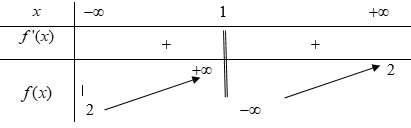 x −∞ 1 +∞
f'(x) + +
+∞ 2
f(x)
2 −∞